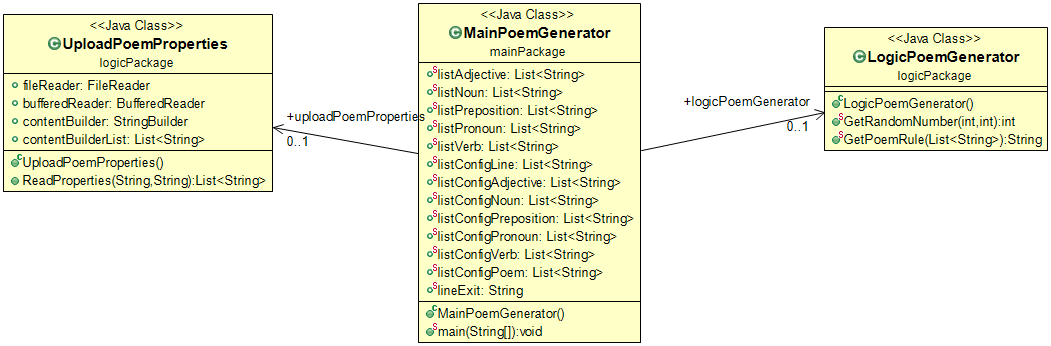 <<Java Class>>
UploadPoemProperties
logicPackage
fileReader: FileReader
bufferedReader: BufferedReader
contentBuilder: StringBuilder
contentBuilderList: List<String>
UploadPoemProperties()
ReadProperties(String,String):List<String>
+uploadPoemProperties
0..1
<<Java Class>>
MainPoemGenerator
mainPackage
listAdjective: List<String>
listNoun: List<String>
listPreposition: List<String>
listPronoun: List<String>
listVerb: List<String>
listConfigLine: List<String>
listConfigAdjective: List<String>
listConfigNoun: List<String>
listConfigPreposition: List<String>
listConfigPronoun: List<String>
listConfigVerb: List<String>
listConfigPoem: List<String>
lineExit: String
MainPoemGenerator()
main(String[]):void
+logicPoemGenerator
0..1
<<Java Class>>
LogicPoemGenerator
logicPackage
LogicPoemGenerator()
GetRandomNumber(int,int):int
GetPoemRule(List<String>):String